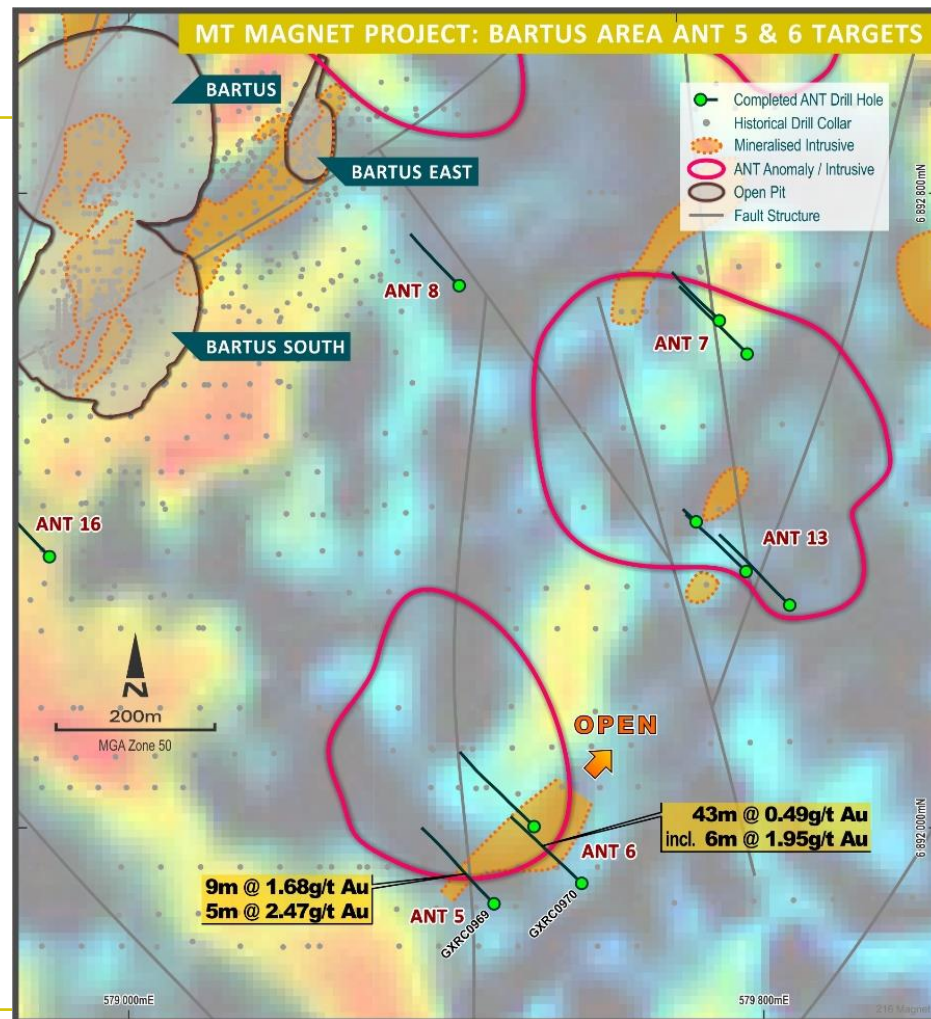 MT MAGNET PROJECT: BARTUS AREA ANT 5 & 6 TARGETS
BARTUS
BARTUS EAST
BARTUS SOUTH
Completed ANT Drill Hole
Historical Drill Collar
Mineralised Intrusive
ANT Anomaly / Intrusive
Open Pit
Fault Structure
6 892 800mN
ANT 8
ANT 7
ANT 16
ANT 13
N
200m
MGA Zone 50
OPEN
43m @ 0.49g/t Au
incl. 6m @ 1.95g/t Au
6 892 000mN
ANT 6
9m @ 1.68g/t Au
5m @ 2.47g/t Au
ANT 5
GXRC0969
GXRC0970
579 000mE
579 800mE
216 Magnet